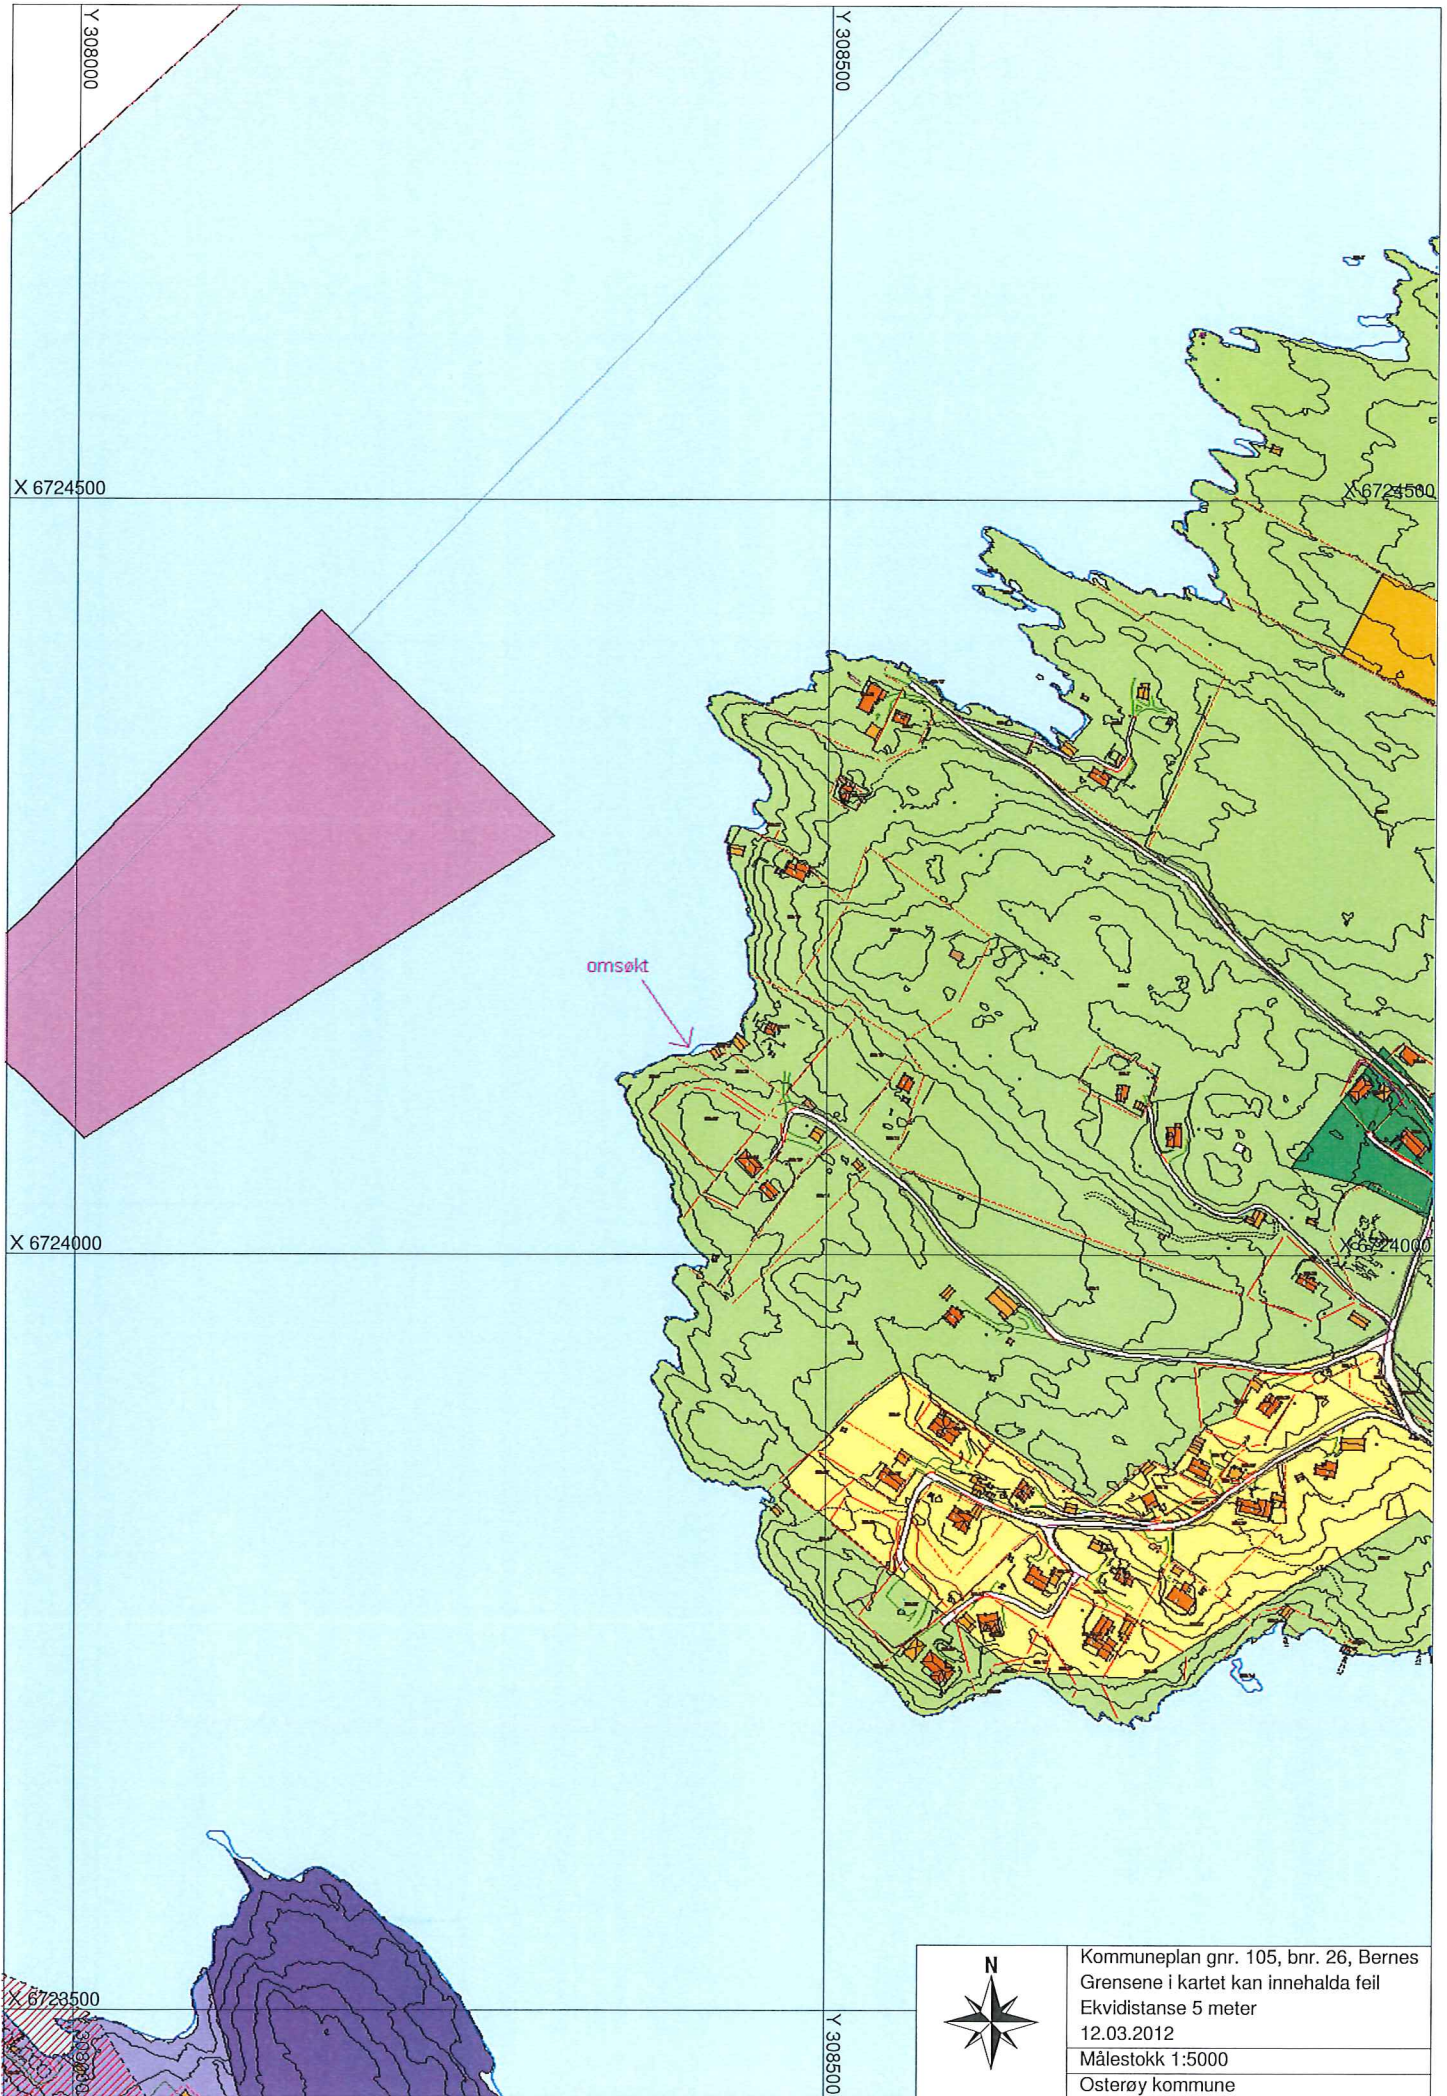 Y 308000
Y 308500
X 6724500
X 6724500
omsøkt
X 6724000
X 6724000
X 6723500
Y 308000
Y 308500
N
Kommuneplan gnr. 105, bnr. 26, Bernes
Grensene i kartet kan innehalda feil
Ekvidistanse 5 meter
12.03.2012
Målestokk 1:5000
Osterøy kommune